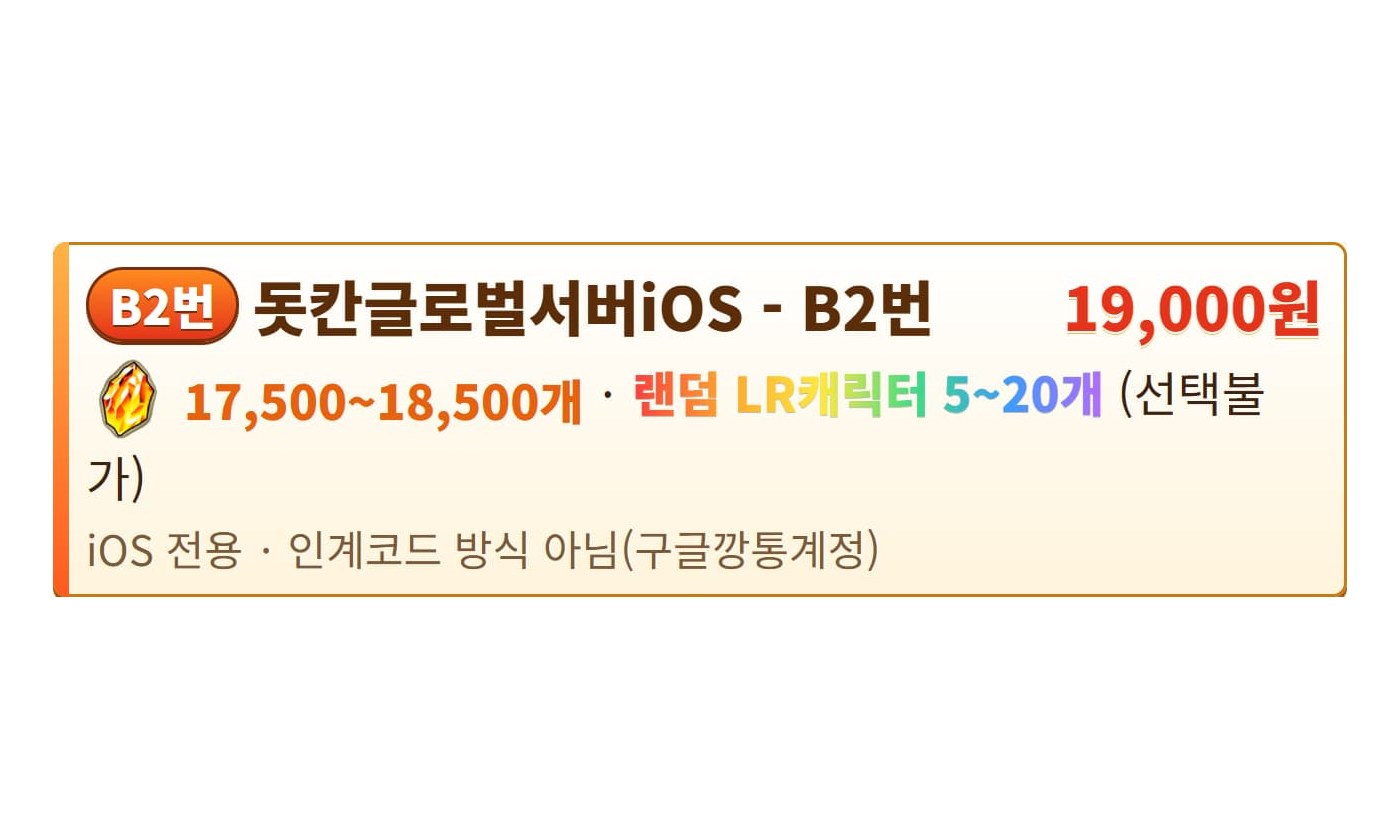 B2번 돗칸글로벌서버iOS - B2번 19,000원
17,500~18,500개 · 랜덤 LR캐릭터 5~20개 (선택불
가)
iOS 전용 · 인계코드 방식 아님(구글깡통계정)